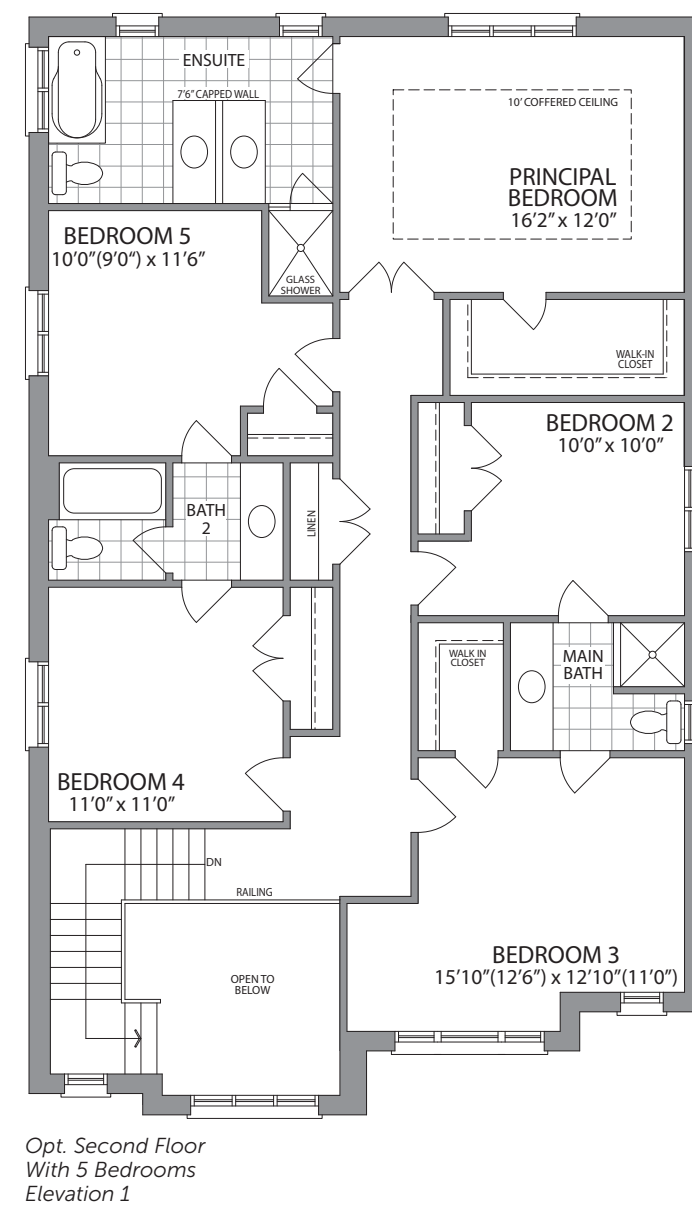 ENSUITE
7'6" CAPPED WALL
10' COFFERED CEILING
PRINCIPAL
BEDROOM
16'2" x 12'0"
BEDROOM 5
10'0"(9'0") x 11'6"
GLASS
SHOWER
WALK-IN
CLOSET
BEDROOM 2
10'0" x 10'0"
BATH
2
LINEN
WALK IN
CLOSET
MAIN
BATH
BEDROOM 4
11'0" x 11'0"
DN
RAILING
OPEN TO
BELOW
BEDROOM 3
15'10"(12'6") x 12'10"(11'0")
Opt. Second Floor
With 5 Bedrooms
Elevation 1